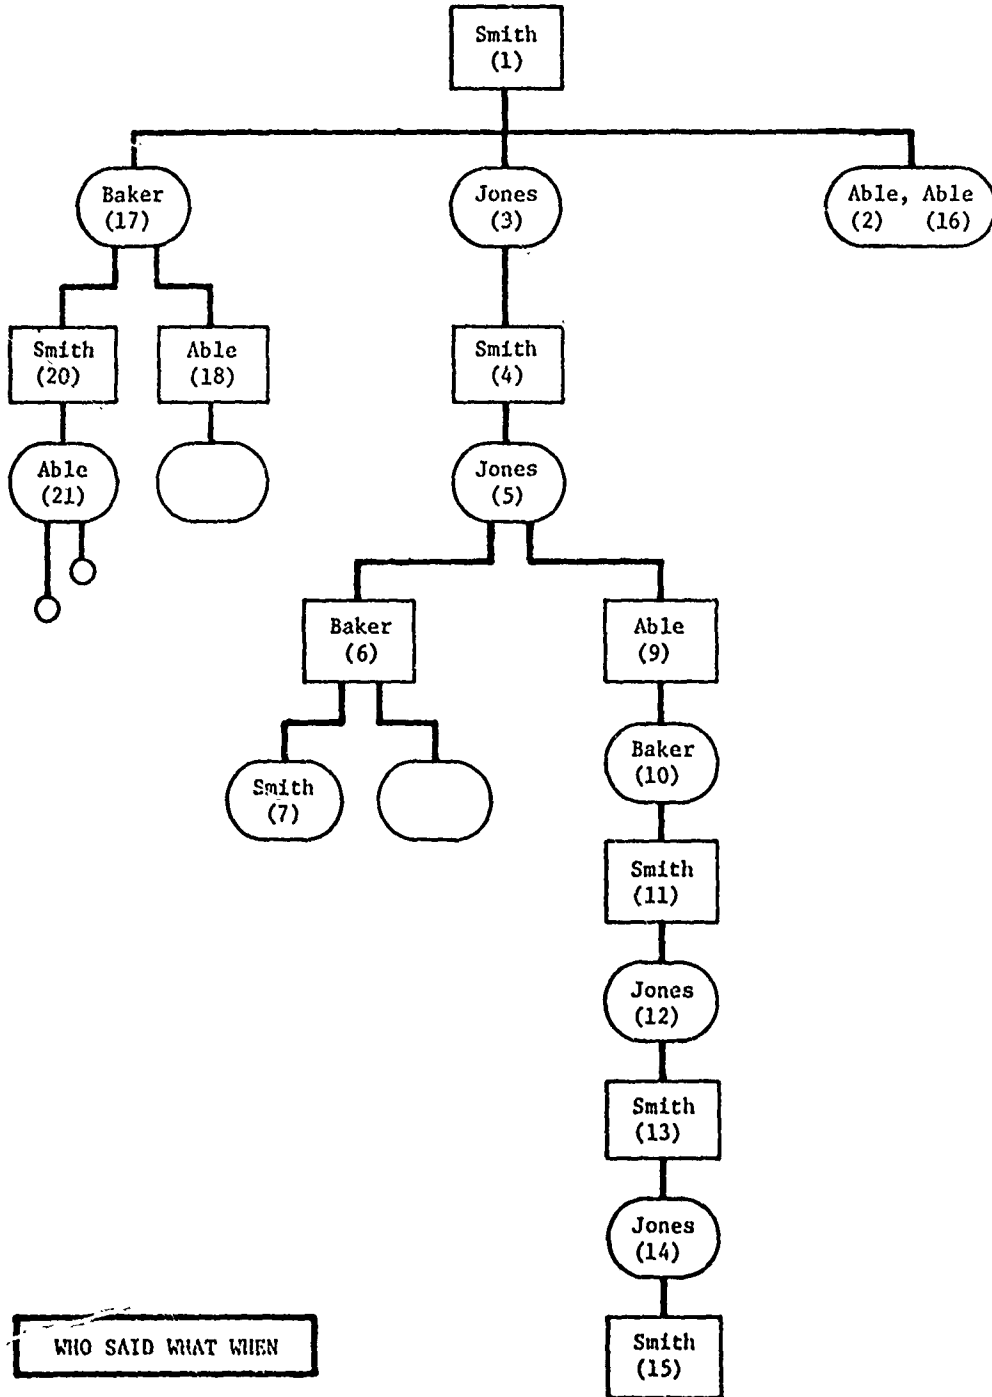 Smith
(1)
Baker
(17)
Jones
(3)
Able, Able
(2) (16)
Smith
(20)
Able
(18)
Smith
(4)
Able
(21)
Jones
(5)
Baker
(6)
Able
(9)
Smith
(7)
Baker
(10)
Smith
(11)
Jones
(12)
Smith
(13)
Jones
(14)
Smith
(15)
WHO SAID WHAT WHEN